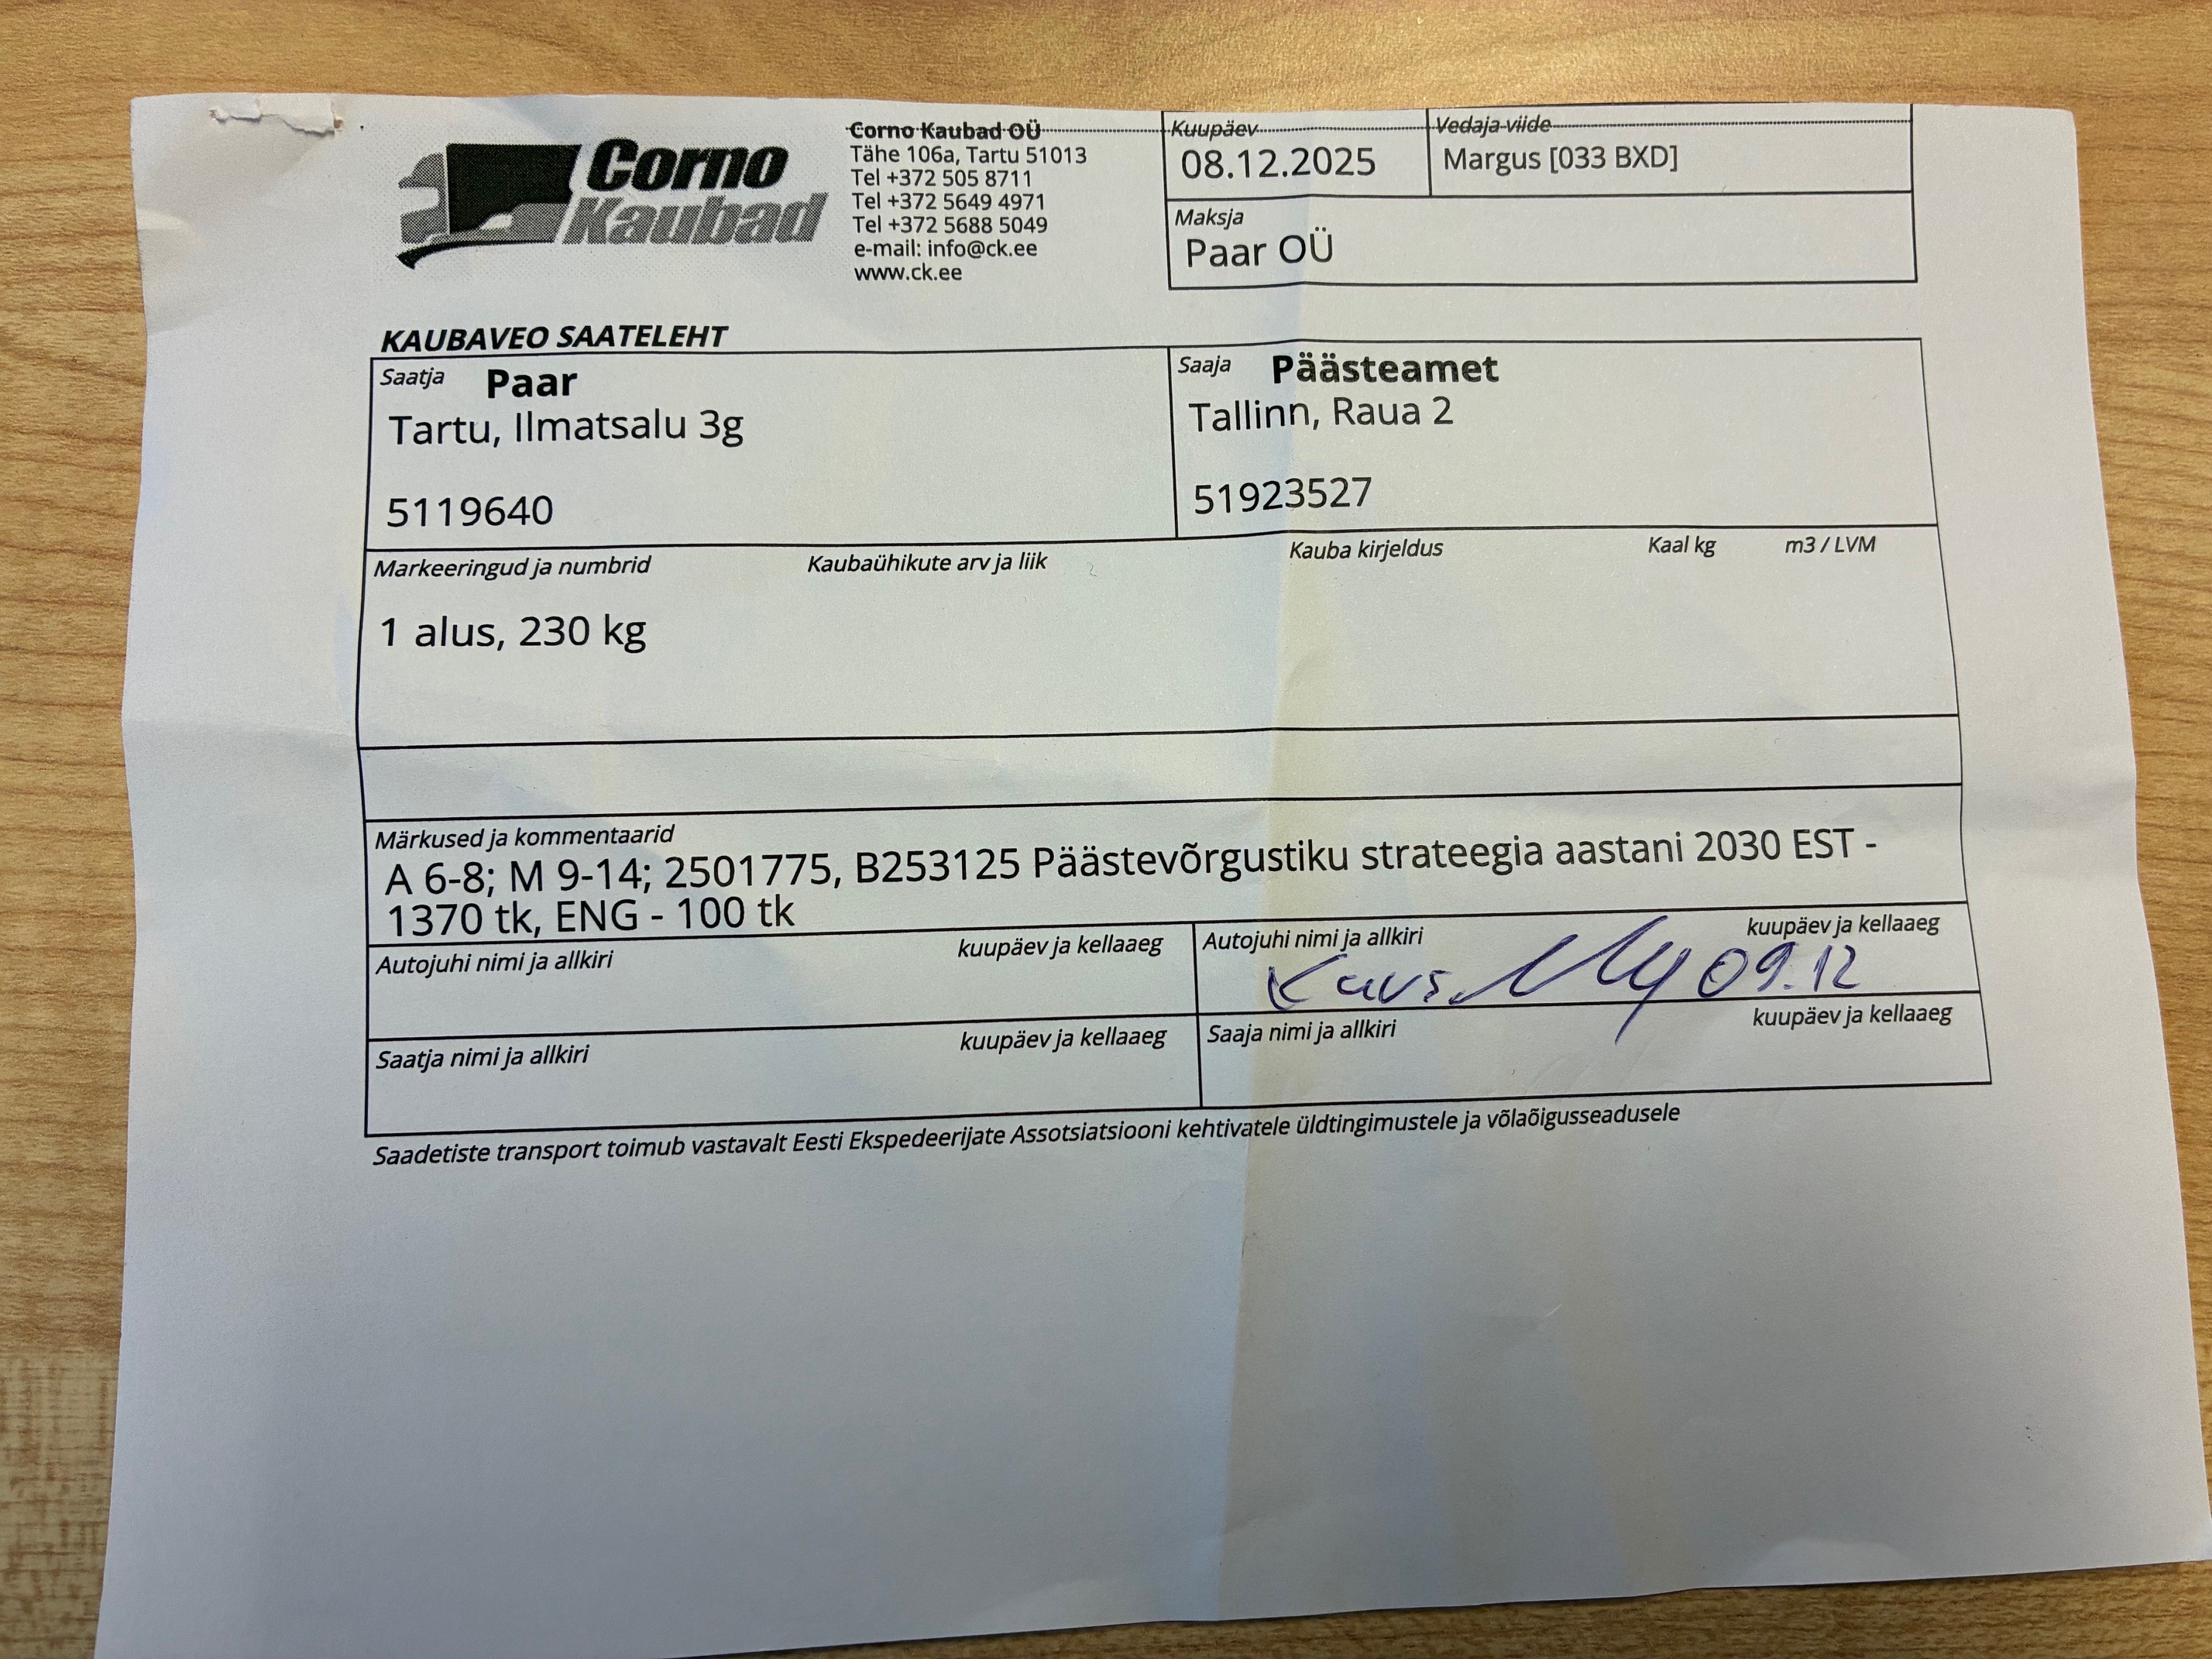 Corno
Kaubad
Corno Kaubad OÜ
Tähe 106a, Tartu 51013
Tel +372 505 8711
Tel +372 5649 4971
Tel +372 5688 5049
e-mail: info@ck.ee
www.ck.ee
Kuupäev
08.12.2025
Vedaja viide
Margus [033 BXD]
Maksja
Paar OÜ
KAUBAVEO SAATELEHT
Saatja Paar
Tartu, Ilmatsalu 3g
5119640
Saaja Päästeamet
Tallinn, Raua 2
51923527
Markeeringud ja numbrid Kaubaühikute arv ja liik Kauba kirjeldus Kaal kg m3 / LVM
1 alus, 230 kg
Märkused ja kommentaarid
A 6-8; M 9-14; 2501775, B253125 Päästevõrgustiku strateegia aastani 2030 EST -
1370 tk, ENG - 100 tk
Autojuhi nimi ja allkiri kuupäev ja kellaaeg
Autojuhi nimi ja allkiri kuupäev ja kellaaeg
09.12
Saatja nimi ja allkiri kuupäev ja kellaaeg
Saaja nimi ja allkiri kuupäev ja kellaaeg
Saadetiste transport toimub vastavalt Eesti Ekspedeerijate Assotsiatsiooni kehtivatele üldtingimustele ja võlaõigusseadusele